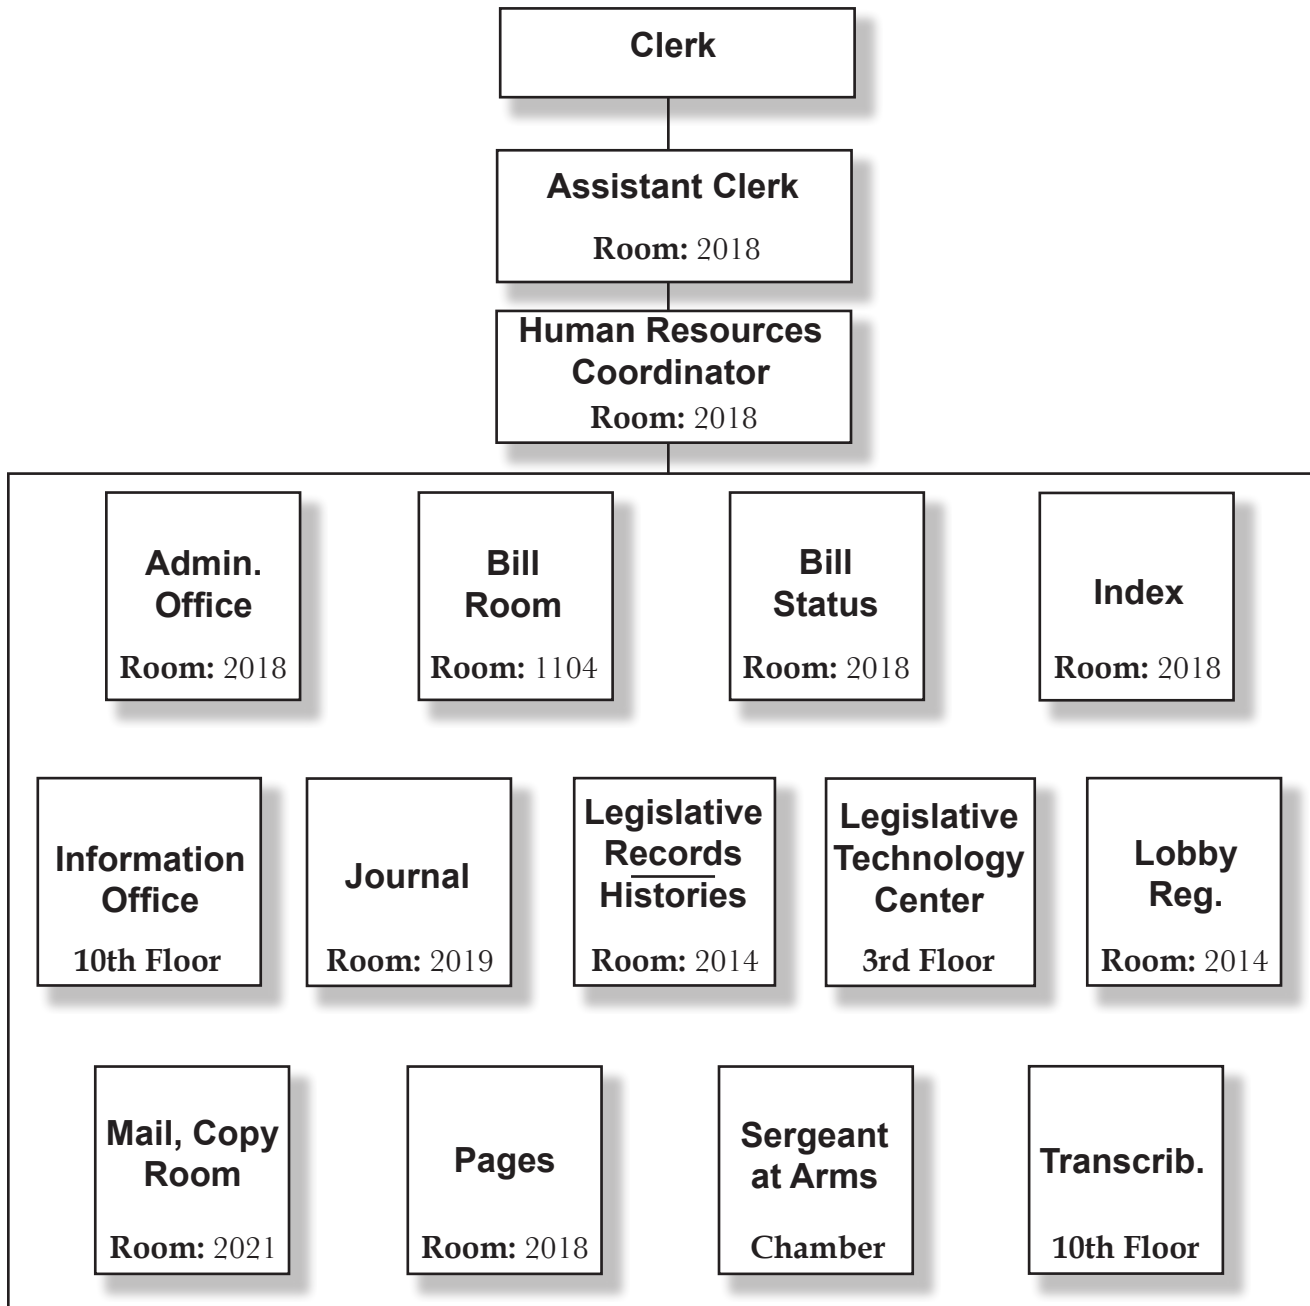 Clerk
Assistant Clerk
Room: 2018
Human Resources
Coordinator
Room: 2018
Admin.
Office
Room: 2018
Bill
Room
Room: 1104
Bill
Status
Room: 2018
Index
Room: 2018
Information
Office
10th Floor
Journal
Room: 2019
Legislative
Records
Histories
Room: 2014
Legislative
Technology
Center
3rd Floor
Lobby
Reg.
Room: 2014
Mail, Copy
Room
Room: 2021
Pages
Room: 2018
Sergeant
at Arms
Chamber
Transcrib.
10th Floor